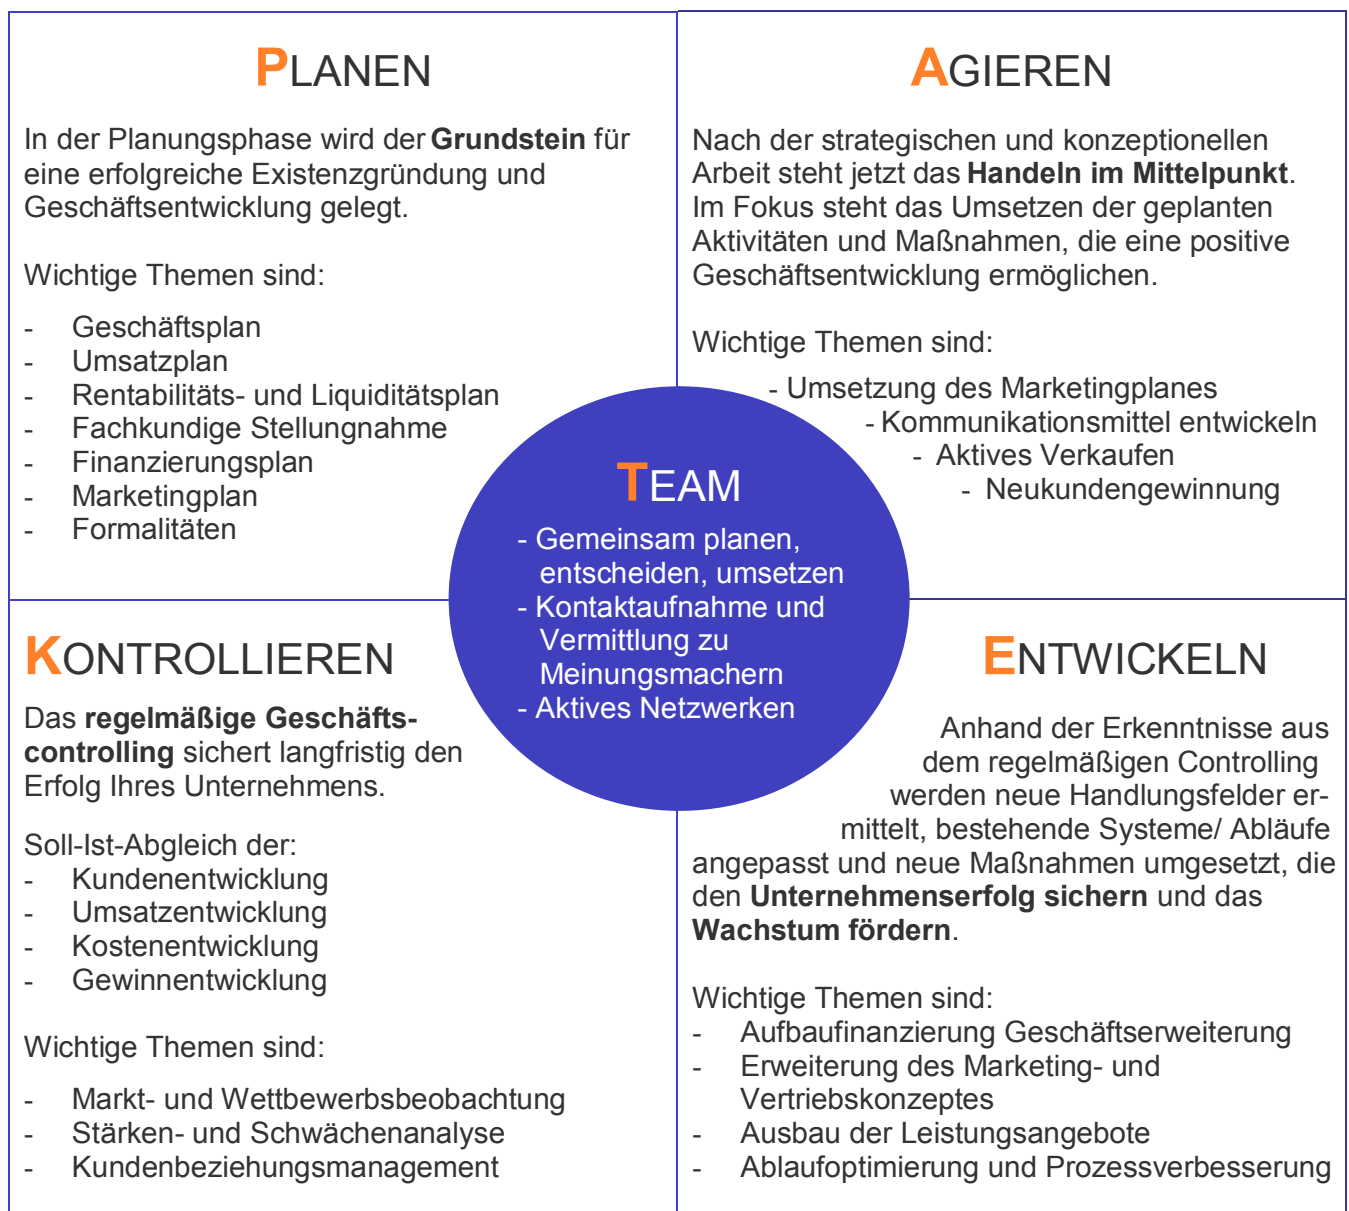 PLANEN
In der Planungsphase wird der Grundstein für
eine erfolgreiche Existenzgründung und
Geschäftsentwicklung gelegt.
Wichtige Themen sind:
- Geschäftsplan
- Umsatzplan
- Rentabilitäts- und Liquiditätsplan
- Fachkundige Stellungnahme
- Finanzierungsplan
- Marketingplan
- Formalitäten
AGIEREN
Nach der strategischen und konzeptionellen
Arbeit steht jetzt das Handeln im Mittelpunkt.
Im Fokus steht das Umsetzen der geplanten
Aktivitäten und Maßnahmen, die eine positive
Geschäftsentwicklung ermöglichen.
Wichtige Themen sind:
- Umsetzung des Marketingplanes
- Kommunikationsmittel entwickeln
- Aktives Verkaufen
- Neukundengewinnung
TEAM
- Gemeinsam planen,
entscheiden, umsetzen
- Kontaktaufnahme und
Vermittlung zu
Meinungsmachern
- Aktives Netzwerken
KONTROLLIEREN
Das regelmäßige Geschäfts-
controlling sichert langfristig den
Erfolg Ihres Unternehmens.
Soll-Ist-Abgleich der:
- Kundenentwicklung
- Umsatzentwicklung
- Kostenentwicklung
- Gewinnentwicklung
Wichtige Themen sind:
- Markt- und Wettbewerbsbeobachtung
- Stärken- und Schwächenanalyse
- Kundenbeziehungsmanagement
ENTWICKELN
Anhand der Erkenntnisse aus
dem regelmäßigen Controlling
werden neue Handlungsfelder er-
mittelt, bestehende Systeme/ Abläufe
angepasst und neue Maßnahmen umgesetzt, die
den Unternehmenserfolg sichern und das
Wachstum fördern.
Wichtige Themen sind:
- Aufbaufinanzierung Geschäftserweiterung
- Erweiterung des Marketing- und
Vertriebskonzeptes
- Ausbau der Leistungsangebote
- Ablaufoptimierung und Prozessverbesserung